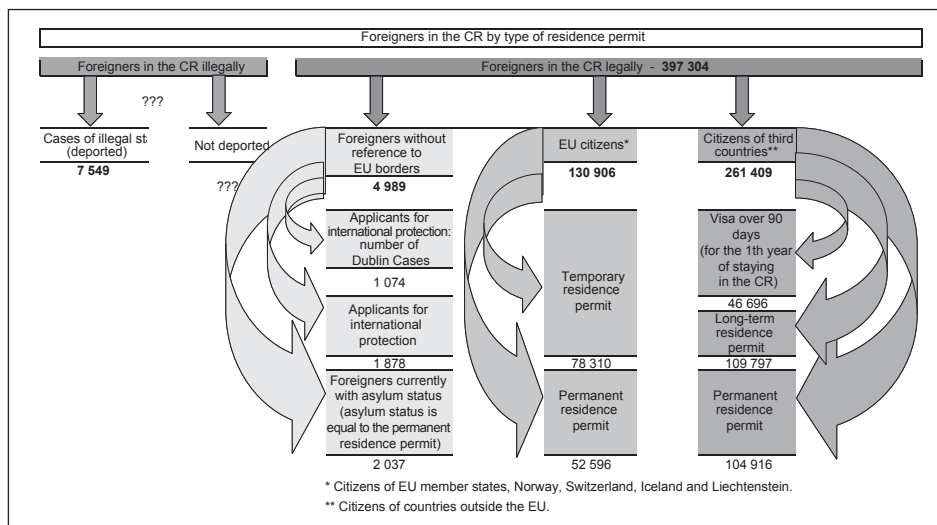 Foreigners in the CR by type of residence permit
Foreigners in the CR illegally
Foreigners in the CR legally - 397 304
???
Cases of illegal st
(deported)
7 549
Not deported
???
Foreigners without
reference to
EU borders
4 989
Applicants for
international protection:
number of
Dublin Cases
1 074
Applicants for
international
protection
1 878
Foreigners currently
with asylum status
(asylum status is
equal to the permanent
residence permit)
2 037
EU citizens*
130 906
Temporary
residence
permit
78 310
Permanent
residence
permit
52 596
Citizens of third
countries**
261 409
Visa over 90
days
(for the 1th year
of staying
in the CR)
46 696
Long-term
residence
permit
109 797
Permanent
residence
permit
104 916
* Citizens of EU member states, Norway, Switzerland, Iceland and Liechtenstein.
** Citizens of countries outside the EU.